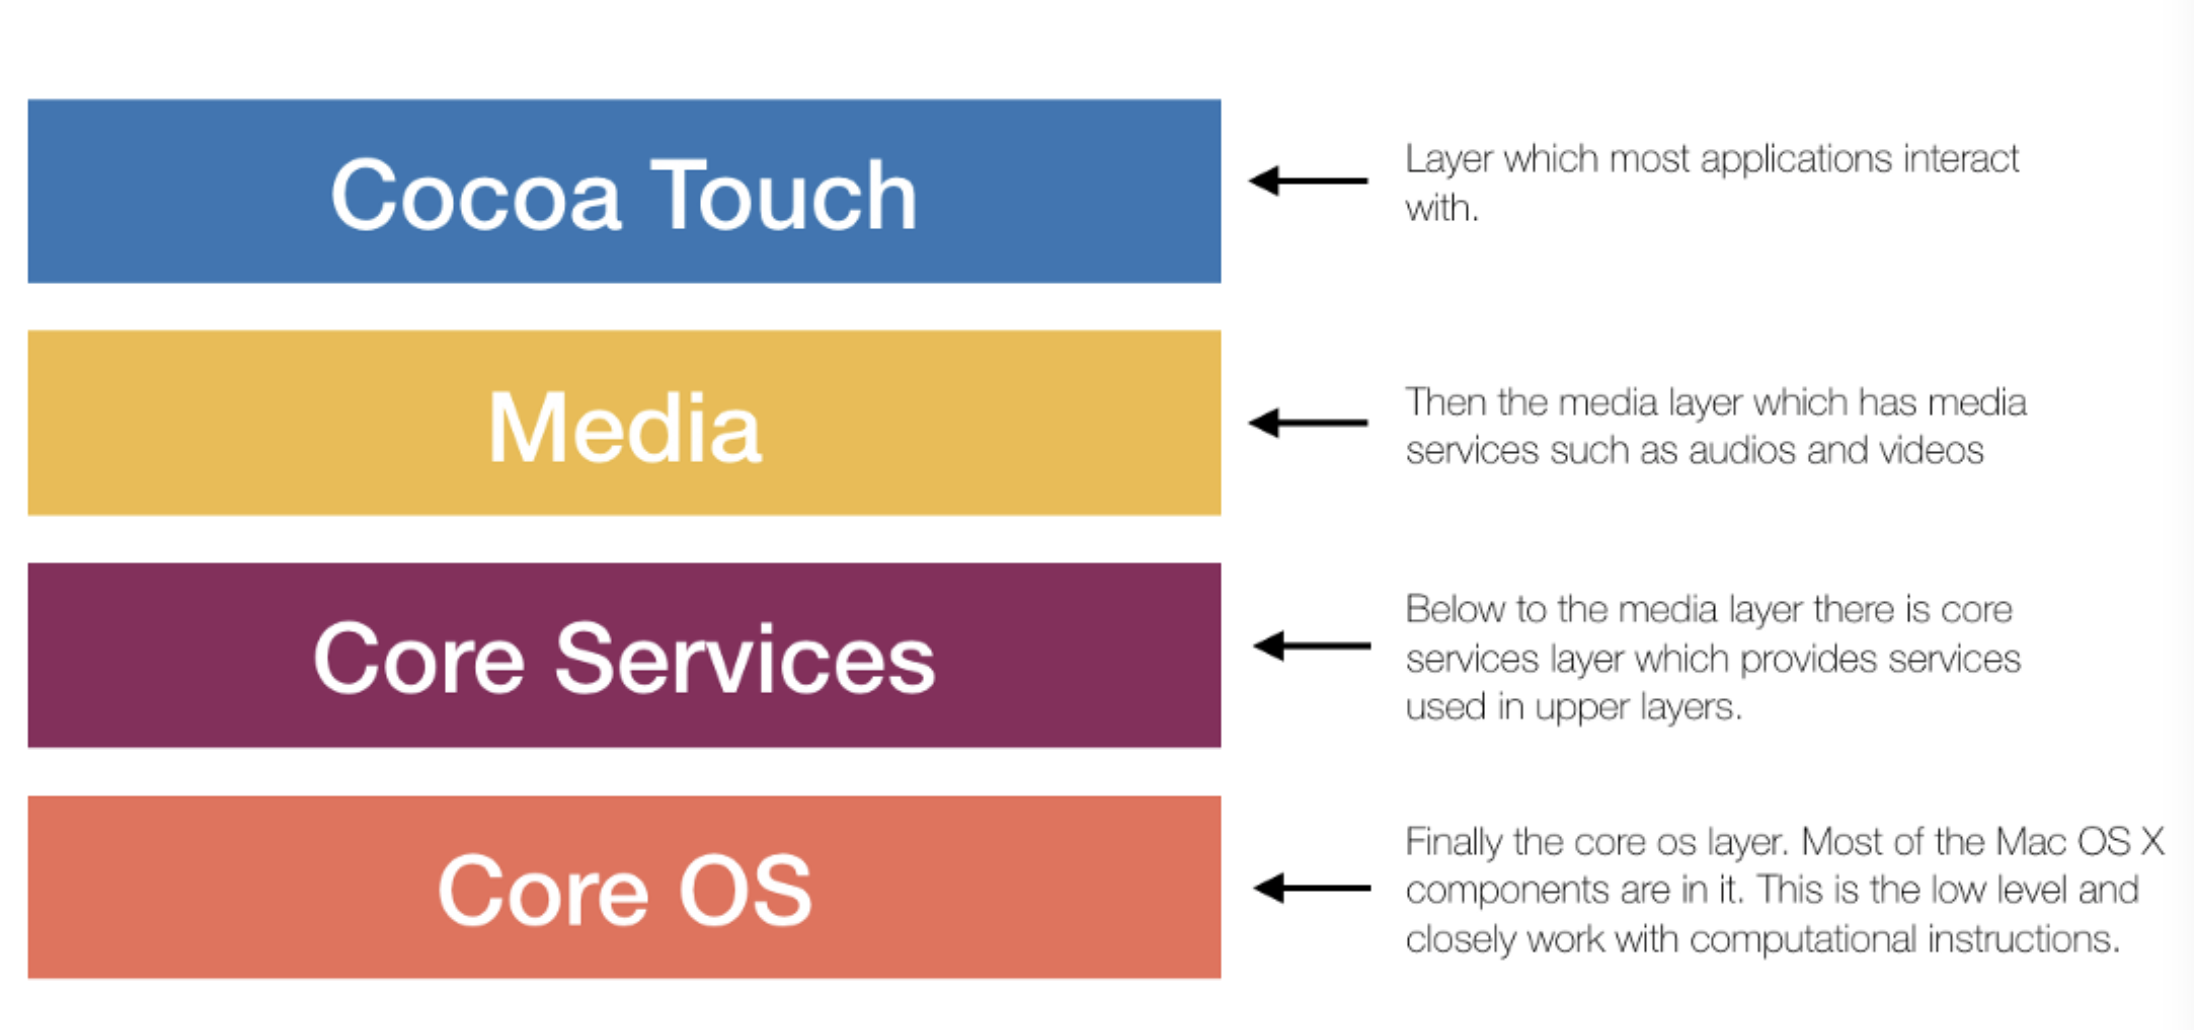 Cocoa Touch
Layer which most applications interact
with.
Media
Then the media layer which has media
services such as audios and videos
Core Services
Below to the media layer there is core
services layer which provides services
used in upper layers.
Core OS
Finally the core os layer. Most of the Mac OS X
components are in it. This is the low level and
closely work with computational instructions.